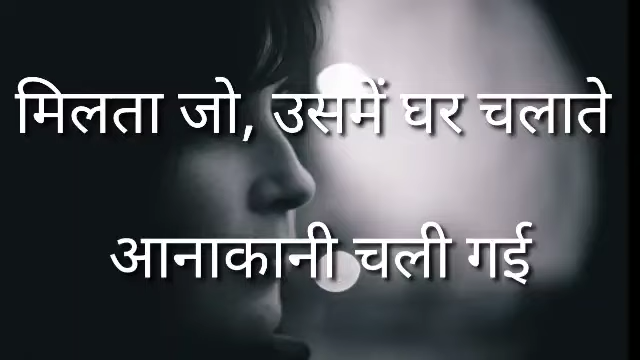 मिलता जो, उसमें घर चलाते
आनाकानी चली गई